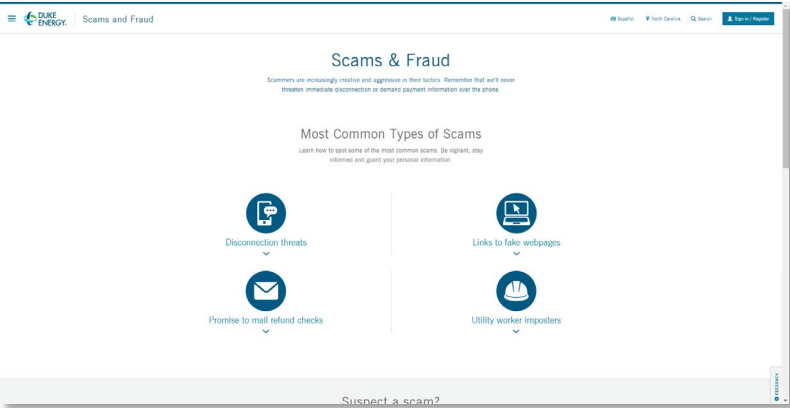 DUKE
ENERGY.
Scams and Fraud
Español
North Carolina
Search
Sign in / Register
Scams & Fraud
Scammers are increasingly creative and aggressive in their tactics. Remember that we'll never
threaten immediate disconnection or demand payment information over the phone.
Most Common Types of Scams
Learn how to spot some of the most common scams. Be vigilant, stay
informed and guard your personal information
Disconnection threats
Links to fake webpages
Promise to mail refund checks
Utility worker imposters
FEEDBACK
Suspect a scam?